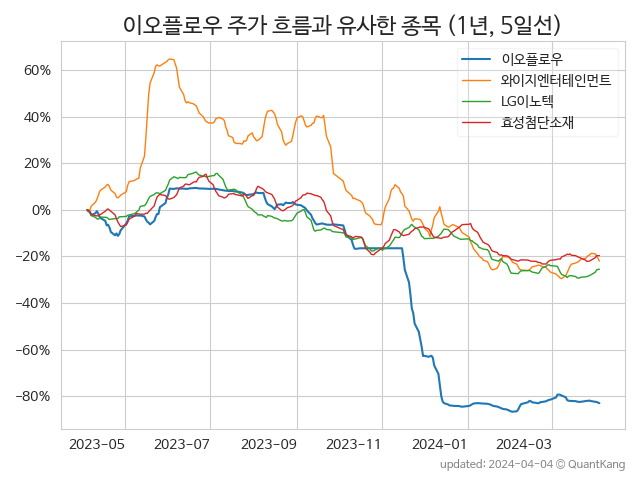 이오플로우 주가 흐름과 유사한 종목 (1년, 5일선)
이오플로우
와이지엔터테인먼트
LG이노텍
효성첨단소재
60%
40%
20%
0%
−20%
−40%
−60%
−80%
2023−05
2023−07
2023−09
2023−11
2024−01
2024−03
updated: 2024-04-04 © QuantKang